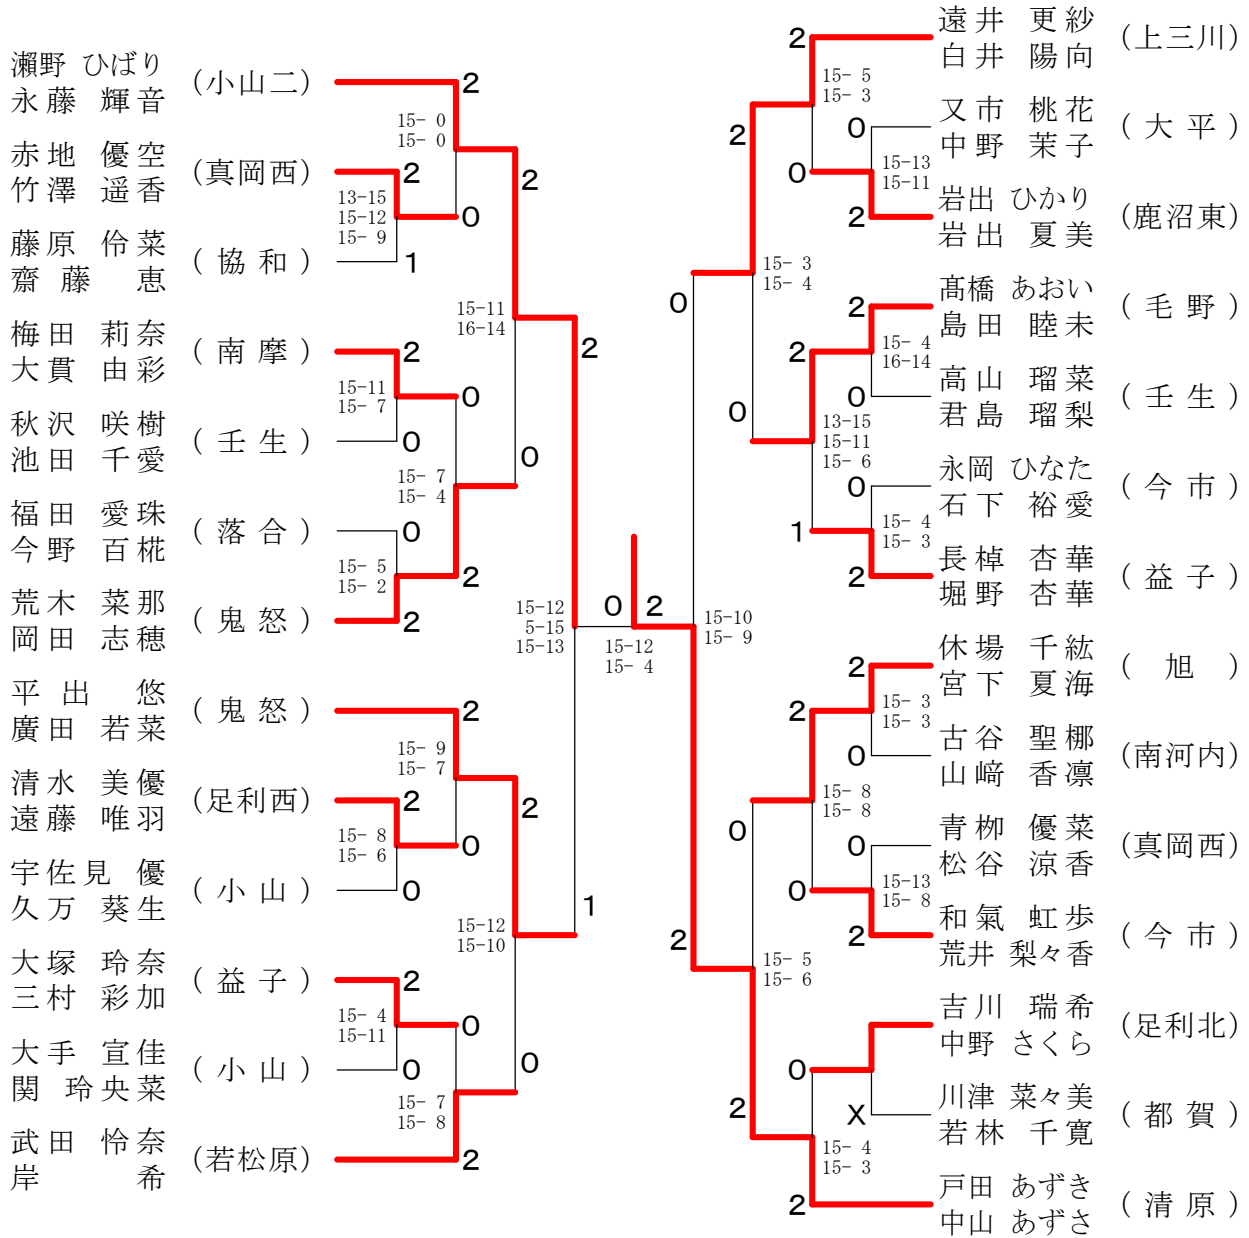 瀨野 ひばり
永藤 輝音
(小山二)
2
15- 0
15- 0
赤地 優空
竹澤 遥香
(真岡西)
2
2
13-15
15-12
15- 9
0
藤原 伶菜
齋藤 恵
(協和)
1
15-11
16-14
梅田 莉奈
大貫 由彩
(南摩)
2
2
15-11
15- 7
0
秋沢 咲樹
池田 千愛
(壬生)
0
0
15- 7
15- 4
福田 愛珠
今野 百椛
(落合)
0
15- 5
15- 2
2
荒木 菜那
岡田 志穂
(鬼怒)
2
15-12
5-15
15-13
0
2
15-12
15- 4
平出 悠
廣田 若菜
(鬼怒)
2
15- 9
15- 7
清水 美優
遠藤 唯羽
(足利西)
2
2
15- 8
15- 6
0
宇佐見 優
久万 葵生
(小山)
0
1
15-12
15-10
大塚 玲奈
三村 彩加
(益子)
2
15- 4
15-11
0
大手 宣佳
関 玲央菜
(小山)
0
0
15- 7
15- 8
武田 怜奈
岸 希
(若松原)
2
2
遠井 更紗
白井 陽向
(上三川)
15- 5
15- 3
2
0
又市 桃花
中野 茉子
(大平)
15-13
15-11
0
2
岩出 ひかり
岩出 夏美
(鹿沼東)
15- 3
15- 4
0
2
髙橋 あおい
島田 睦未
(毛野)
2
15- 4
16-14
0
高山 瑠菜
君島 瑠梨
(壬生)
0
13-15
15-11
15- 6
0
永岡 ひなた
石下 裕愛
(今市)
1
15- 4
15- 3
2
長棹 杏華
堀野 杏華
(益子)
15-10
15- 9
2
休場 千紘
宮下 夏海
(旭)
2
15- 3
15- 3
0
古谷 聖梛
山﨑 香凛
(南河内)
15- 8
15- 8
0
0
青栁 優菜
松谷 涼香
(真岡西)
0
15-13
15- 8
2
和氣 虹歩
荒井 梨々香
(今市)
2
15- 5
15- 6
吉川 瑞希
中野 さくら
(足利北)
0
2
X
川津 菜々美
若林 千寛
(都賀)
15- 4
15- 3
2
戸田 あずき
中山 あずさ
(清原)